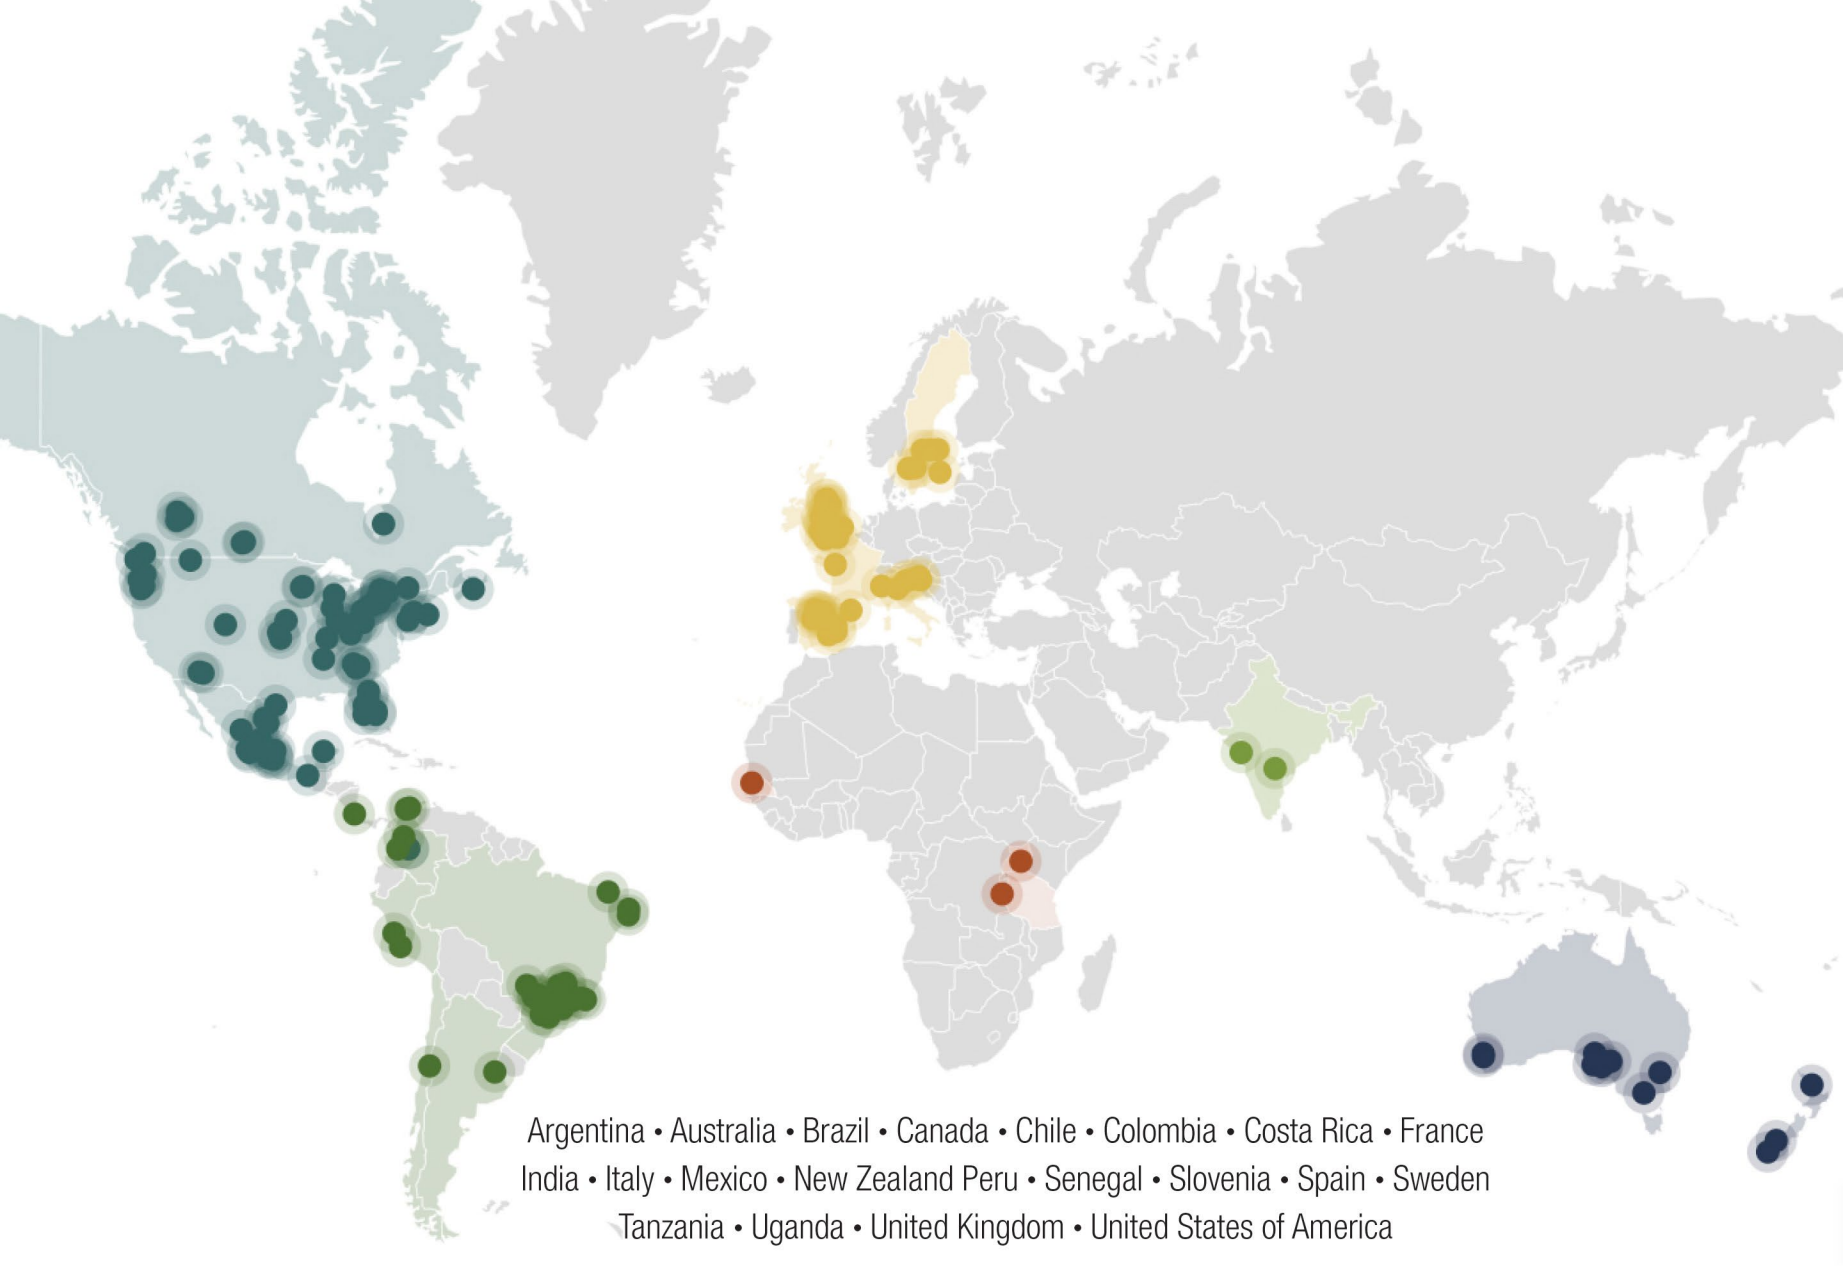 Argentina • Australia • Brazil • Canada • Chile • Colombia • Costa Rica • France
India • Italy • Mexico • New Zealand Peru • Senegal • Slovenia • Spain • Sweden
Tanzania • Uganda • United Kingdom • United States of America